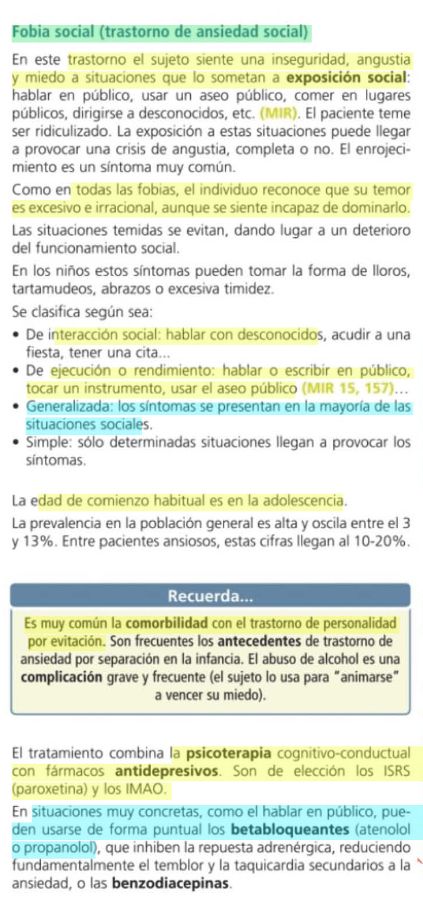 Fobia social (trastorno de ansiedad social)
En este trastorno el sujeto siente una inseguridad, angustia
y miedo a situaciones que lo sometan a exposición social:
hablar en público, usar un aseo público, comer en lugares
públicos, dirigirse a desconocidos, etc. (MIR). El paciente teme
ser ridiculizado. La exposición a estas situaciones puede llegar
a provocar una crisis de angustia, completa o no. El enrojeci-
miento es un síntoma muy común.
Como en todas las fobias, el individuo reconoce que su temor
es excesivo e irracional, aunque se siente incapaz de dominarlo.
Las situaciones temidas se evitan, dando lugar a un deterioro
del funcionamiento social.
En los niños estos síntomas pueden tomar la forma de lloros,
tartamudeos, abrazos o excesiva timidez.
Se clasifica según sea:
• De interacción social: hablar con desconocidos, acudir a una
fiesta, tener una cita...
• De ejecución o rendimiento: hablar o escribir en público,
tocar un instrumento, usar el aseo público (MIR 15, 157)...
• Generalizada: los síntomas se presentan en la mayoría de las
situaciones sociales.
• Simple: sólo determinadas situaciones llegan a provocar los
síntomas.
La edad de comienzo habitual es en la adolescencia.
La prevalencia en la población general es alta y oscila entre el 3
y 13%. Entre pacientes ansiosos, estas cifras llegan al 10-20%.
Recuerda...
Es muy común la comorbilidad con el trastorno de personalidad
por evitación. Son frecuentes los antecedentes de trastorno de
ansiedad por separación en la infancia. El abuso de alcohol es una
complicación grave y frecuente (el sujeto lo usa para "animarse"
a vencer su miedo).
El tratamiento combina la psicoterapia cognitivo-conductual
con fármacos antidepresivos. Son de elección los ISRS
(paroxetina) y los IMAO.
En situaciones muy concretas, como el hablar en público, pue-
den usarse de forma puntual los betabloqueantes (atenolol
o propanolol), que inhiben la repuesta adrenérgica, reduciendo
fundamentalmente el temblor y la taquicardia secundarios a la
ansiedad, o las benzodiacepinas.